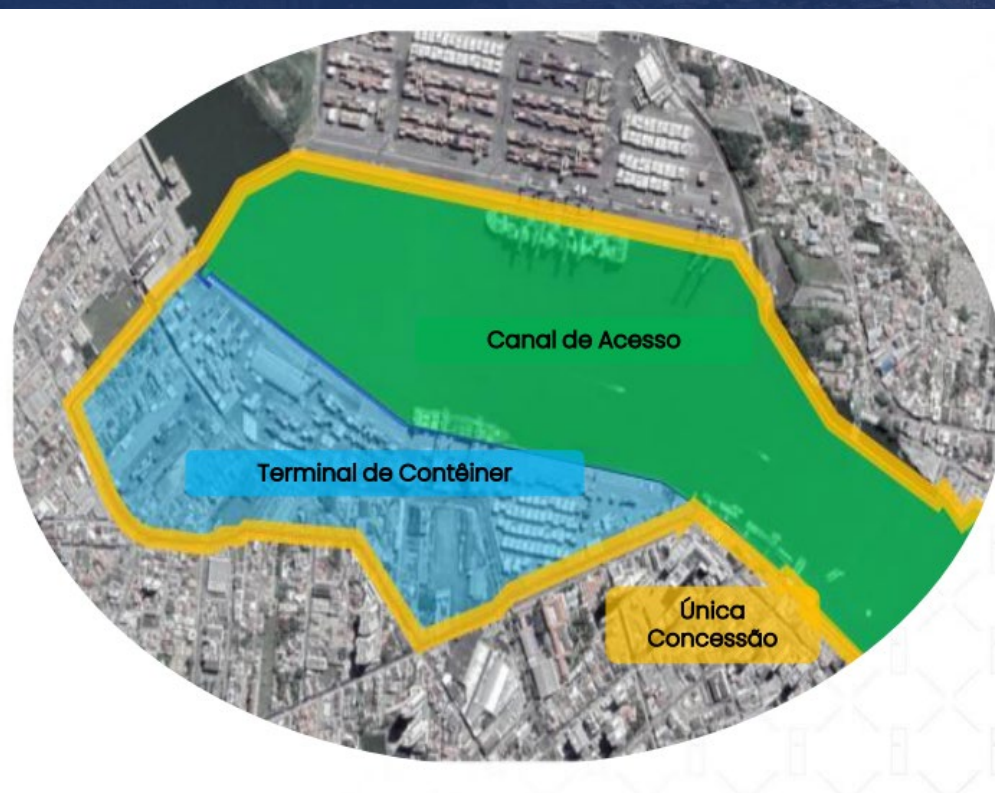 Canal de Acesso
Terminal de Contêiner
Única
Concessão